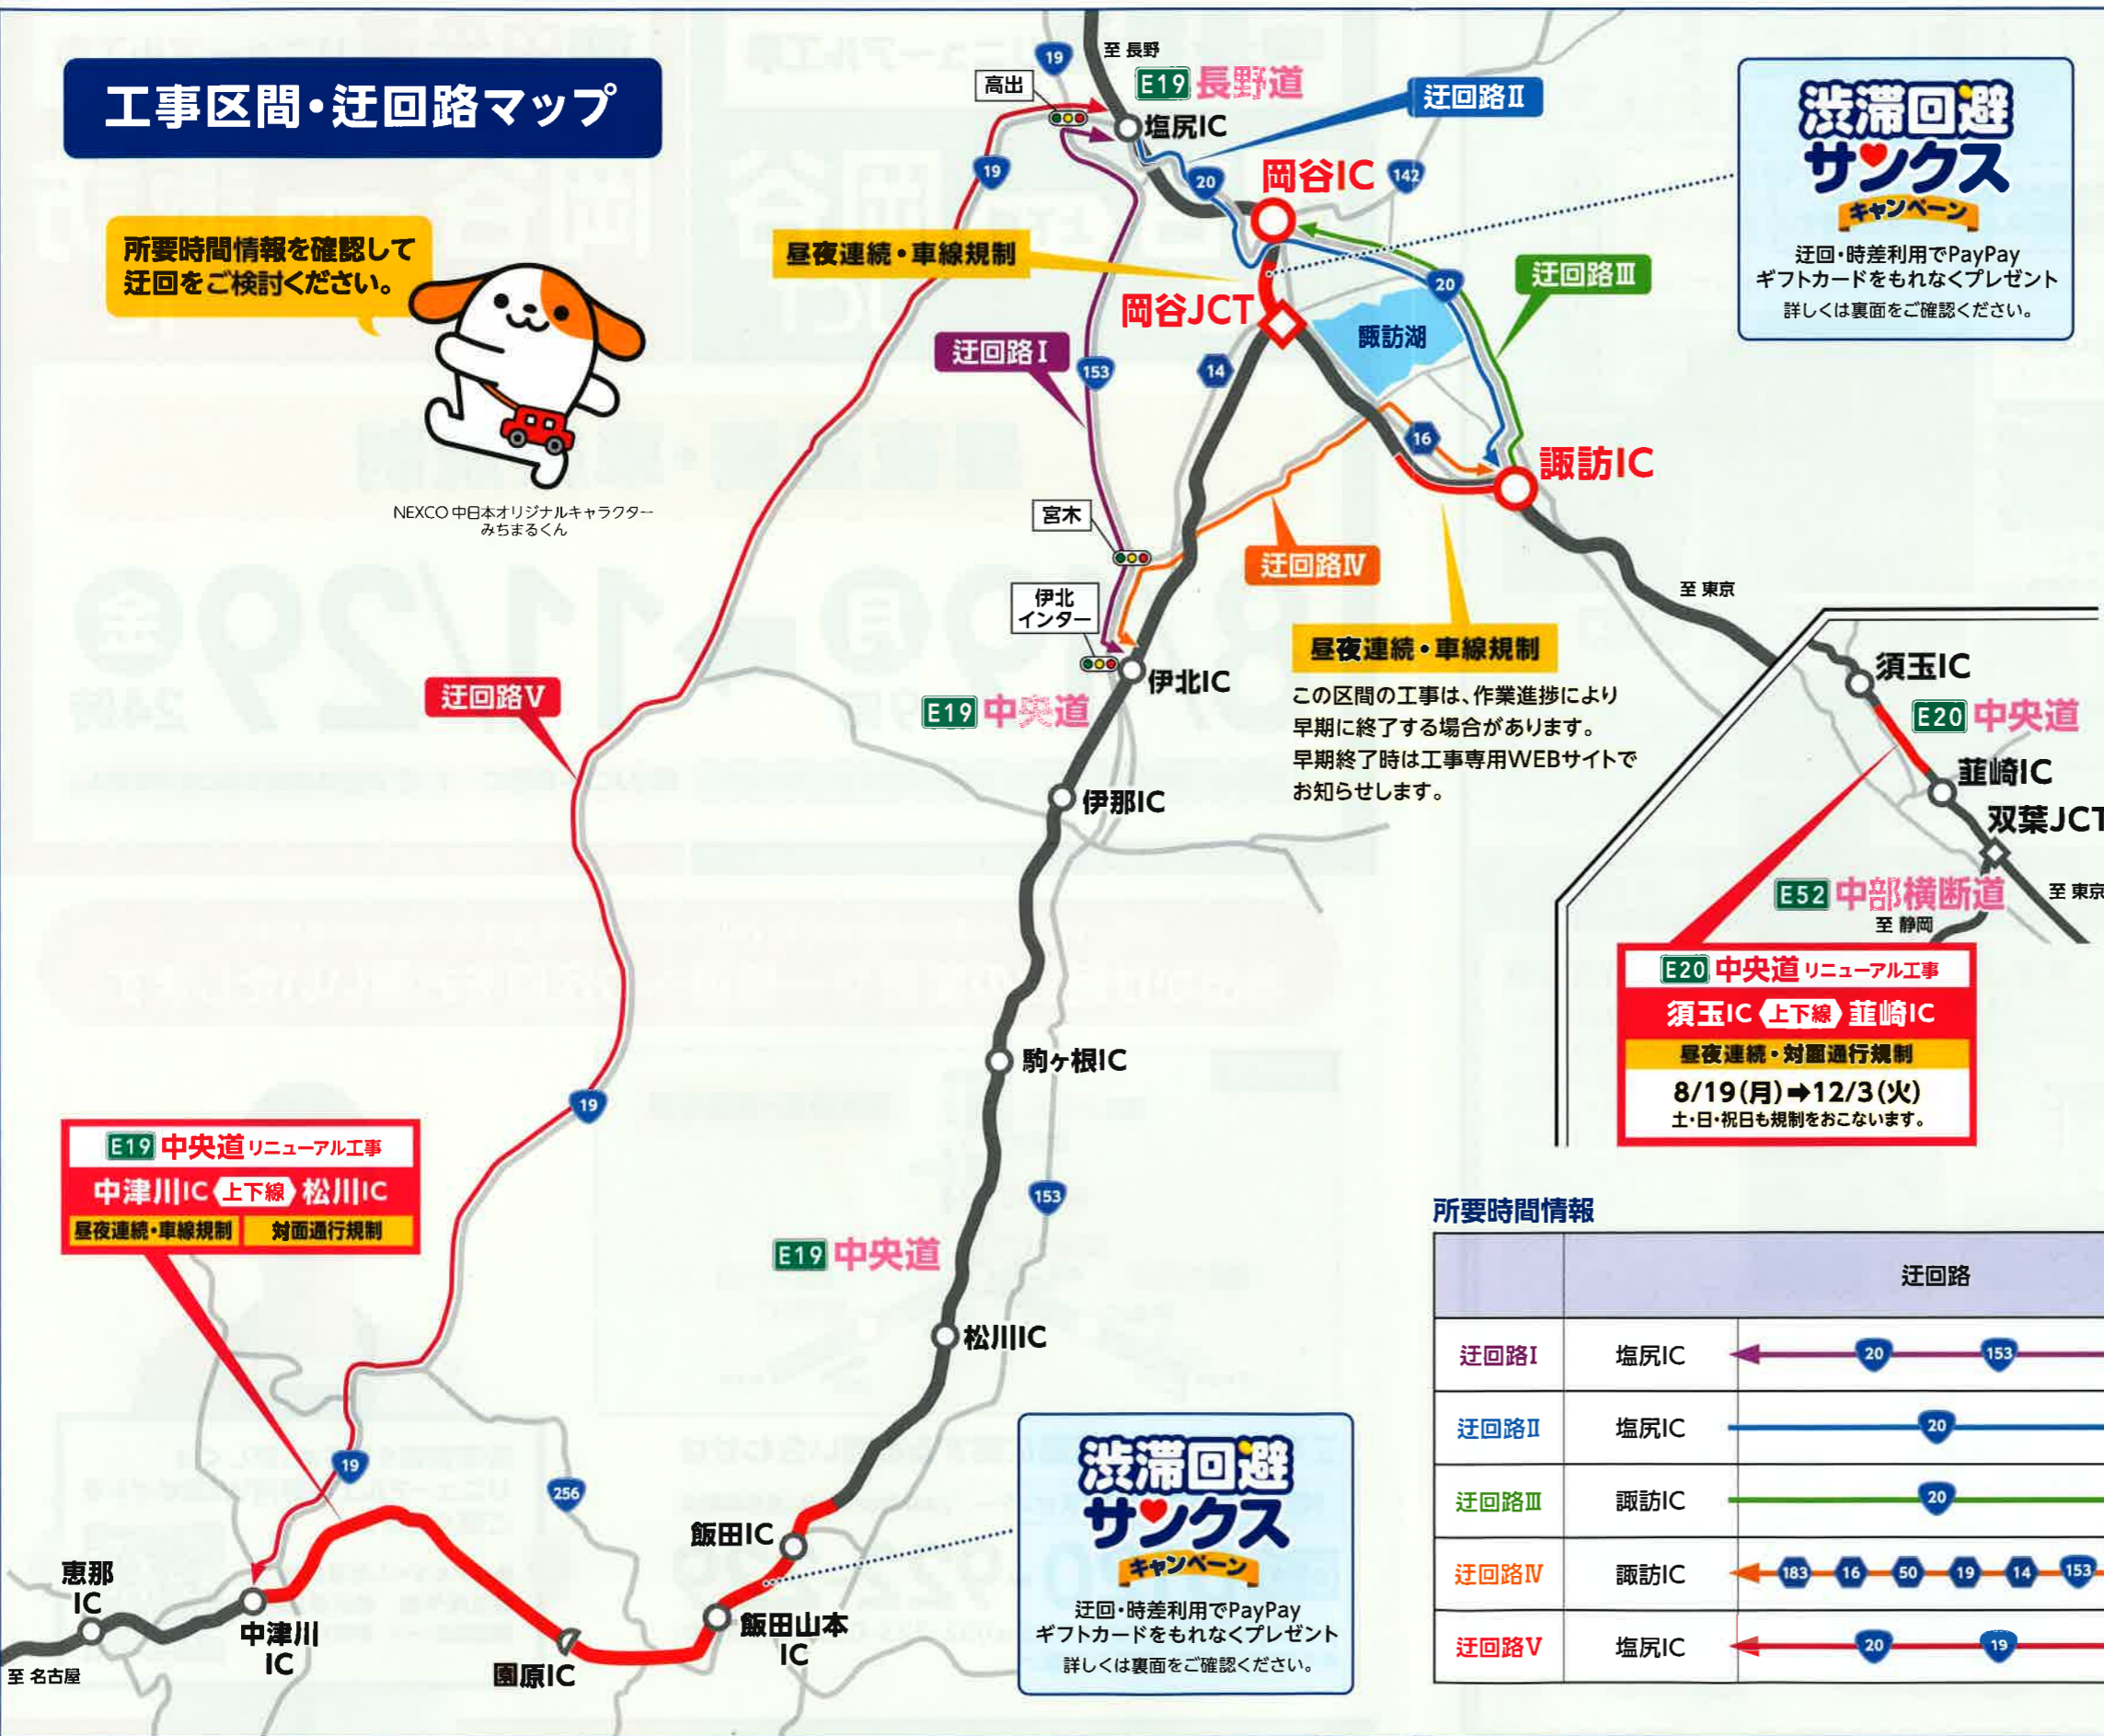 工事区間・迂回路マップ
所要時間情報を確認して
迂回をご検討ください。
NEXCO中日本オリジナルキャラクター
みちまるくん
19
至 長野
高出
E19 長野道
塩尻IC
迂回路Ⅱ
19
20
岡谷IC
142
昼夜連続・車線規制
岡谷JCT
20
迂回路Ⅲ
諏訪湖
迂回路Ⅰ
153
14
16
諏訪IC
宮木
迂回路Ⅳ
伊北
インター
伊北IC
至 東京
昼夜連続・車線規制
この区間の工事は、作業進捗により
早期に終了する場合があります。
早期終了時は工事専用WEBサイトで
お知らせします。
迂回路Ⅴ
E19 中央道
伊那IC
駒ヶ根IC
19
153
E19 中央道
松川IC
渋滞回避
サンクス
キャンペーン
迂回・時差利用でPayPay
ギフトカードをもれなくプレゼント
詳しくは裏面をご確認ください。
須玉IC
E20 中央道
韮崎IC
双葉JCT
E52 中部横断道
至 東京
至 静岡
E20 中央道 リニューアル工事
須玉IC 上下線 韮崎IC
昼夜連続・対面通行規制
8/19(月)➡12/3(火)
土・日・祝日も規制をおこないます。
E19 中央道 リニューアル工事
中津川IC 上下線 松川IC
昼夜連続・車線規制 対面通行規制
19
256
飯田IC
飯田山本
IC
園原IC
中津川
IC
恵那
IC
至 名古屋
渋滞回避
サンクス
キャンペーン
迂回・時差利用でPayPay
ギフトカードをもれなくプレゼント
詳しくは裏面をご確認ください。
所要時間情報
迂回路
迂回路Ⅰ 塩尻IC 20 153
迂回路Ⅱ 塩尻IC 20
迂回路Ⅲ 諏訪IC 20
迂回路Ⅳ 諏訪IC 183 16 50 19 14 153
迂回路Ⅴ 塩尻IC 20 19